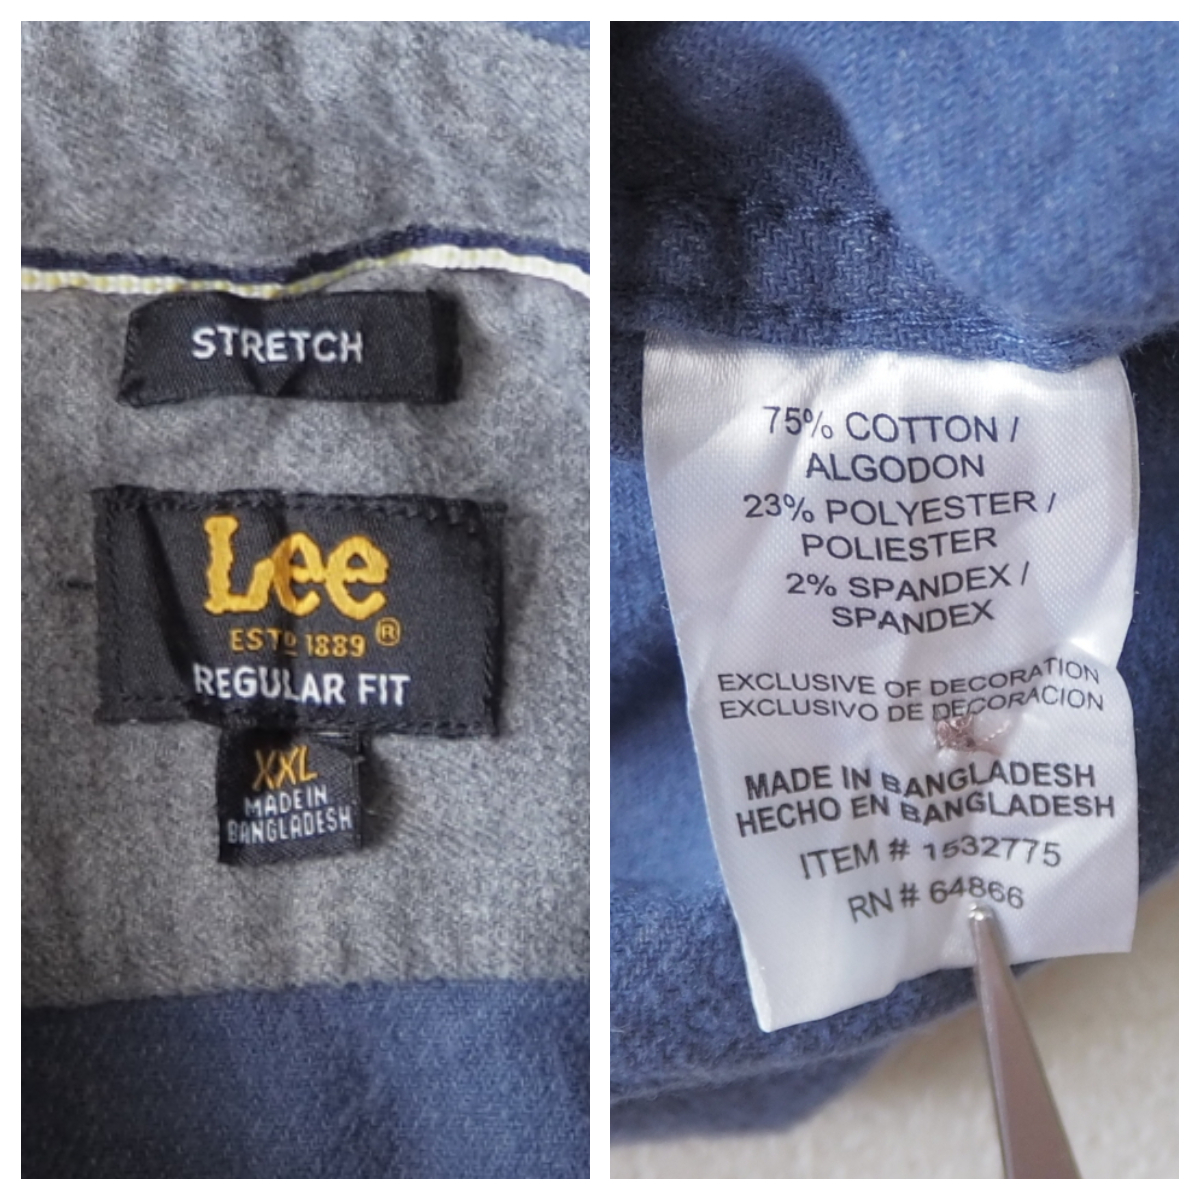 STRETCH
Lee
ESTD 1889 ®
REGULAR FIT
XXL
MADE IN
BANGLADESH
75% COTTON /
ALGODON
23% POLYESTER /
POLIESTER
2% SPANDEX /
SPANDEX
EXCLUSIVE OF DECORATION
EXCLUSIVO DE DECORACION
MADE IN BANGLADESH
HECHO EN BANGLADESH
ITEM # 1532775
RN # 64866